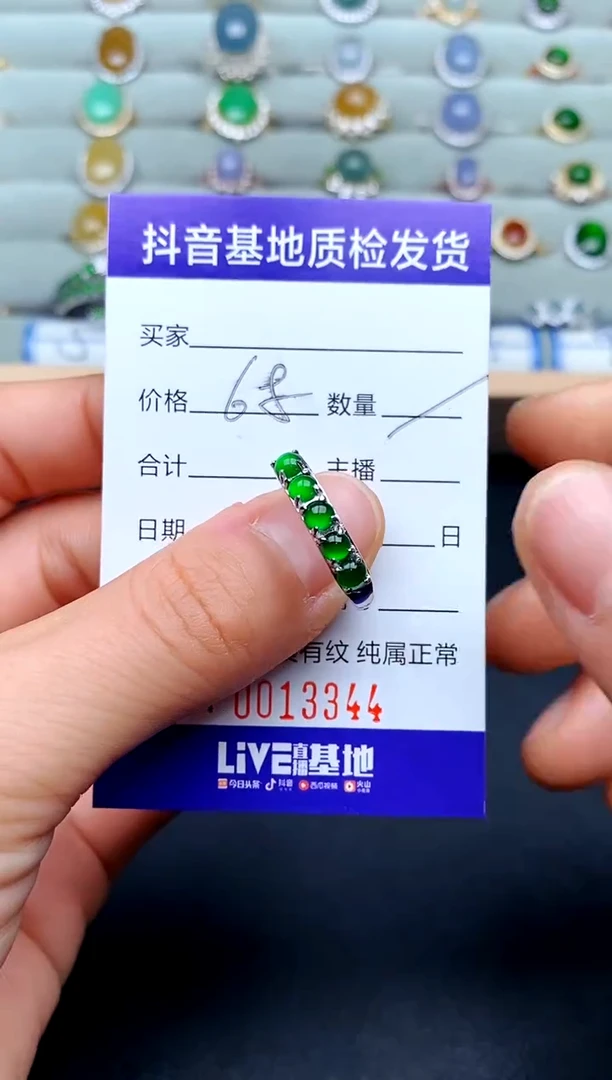 抖音基地质检发货
买家
价格 数量
合计 主播
日期 日
有纹 纯属正常
0013344
LiVE直播基地
今日头条 抖音 西瓜视频 火山